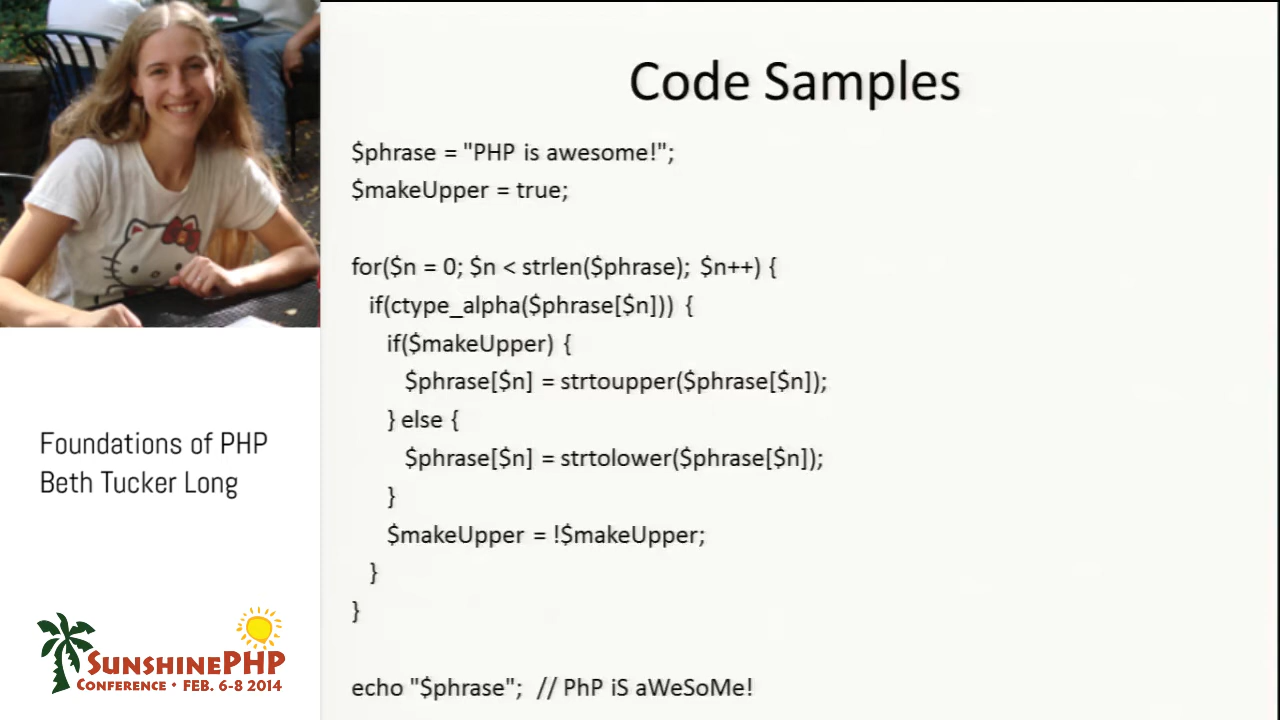 Code Samples
$phrase = "PHP is awesome!";
$makeUpper = true;
for($n = 0; $n < strlen($phrase); $n++) {
if(ctype_alpha($phrase[$n])) {
if($makeUpper) {
$phrase[$n] = strtoupper($phrase[$n]);
} else {
$phrase[$n] = strtolower($phrase[$n]);
}
$makeUpper = !$makeUpper;
}
}
echo "$phrase"; // PhP iS aWeSoMe!
Foundations of PHP
Beth Tucker Long
SUNSHINEPHP
CONFERENCE • FEB. 6-8 2014